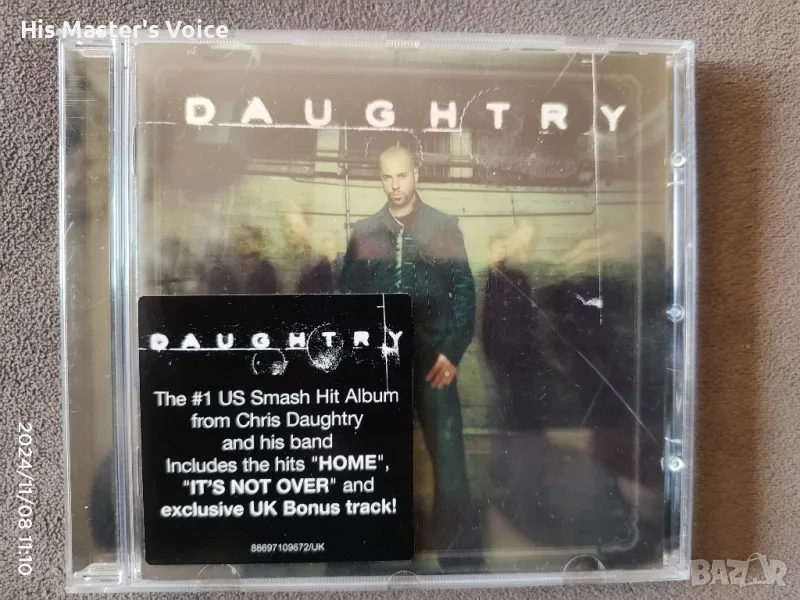 His Master's Voice
DAUGHTRY
DAUGHTRY
The #1 US Smash Hit Album
from Chris Daughtry
and his band
Includes the hits "HOME",
"IT'S NOT OVER" and
exclusive UK Bonus track!
88697109672/UK
2024/11/08 11:10
BAZAR